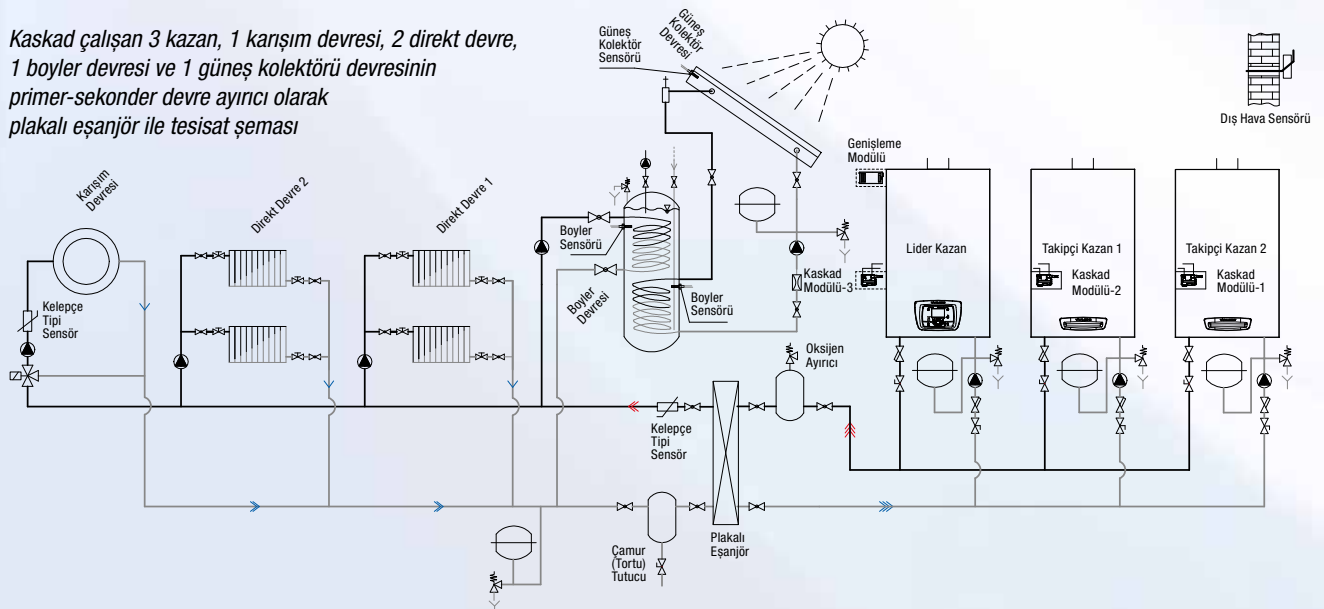 Kaskad çalışan 3 kazan, 1 karışım devresi, 2 direkt devre,
1 boyler devresi ve 1 güneş kolektörü devresinin
primer-sekonder devre ayırıcı olarak
plakalı eşanjör ile tesisat şeması
Güneş
Kolektör
Sensörü
Güneş
Kolektör
Devresi
Dış Hava Sensörü
Genişleme
Modülü
Karışım
Devresi
Direkt Devre 2
Direkt Devre 1
Boyler
Sensörü
Boyler
Devresi
Boyler
Sensörü
Kaskad
Modülü-3
Lider Kazan
Takipçi Kazan 1
Kaskad
Modülü-2
Takipçi Kazan 2
Kaskad
Modülü-1
Kelepçe
Tipi
Sensör
Oksijen
Ayırıcı
Kelepçe
Tipi
Sensör
Çamur
(Tortu)
Tutucu
Plakalı
Eşanjör